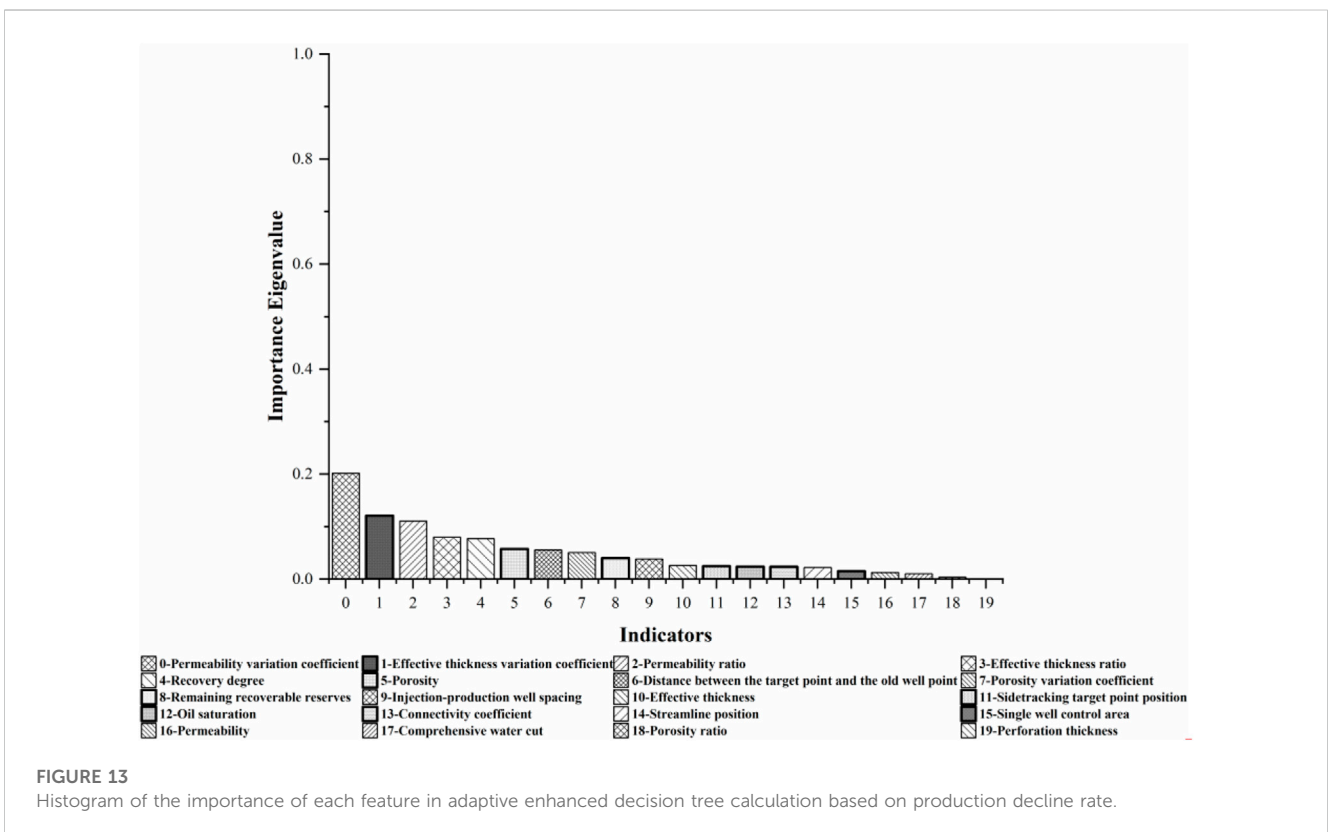 1.0
0.8
0.6
0.4
0.2
0.0
Importance Eigenvalue
0 1 2 3 4 5 6 7 8 9 10 11 12 13 14 15 16 17 18 19
Indicators
0-Permeability variation coefficient 1-Effective thickness variation coefficient 2-Permeability ratio 3-Effective thickness ratio
4-Recovery degree 5-Porosity 6-Distance between the target point and the old well point 7-Porosity variation coefficient
8-Remaining recoverable reserves 9-Injection-production well spacing 10-Effective thickness 11-Sidetracking target point position
12-Oil saturation 13-Connectivity coefficient 14-Streamline position 15-Single well control area
16-Permeability 17-Comprehensive water cut 18-Porosity ratio 19-Perforation thickness
FIGURE 13
Histogram of the importance of each feature in adaptive enhanced decision tree calculation based on production decline rate.